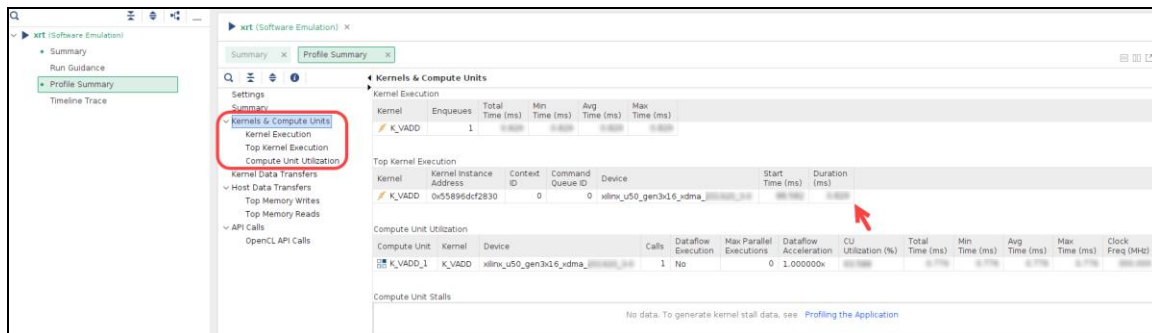 xrt (Software Emulation)
Summary
Run Guidance
Profile Summary
Timeline Trace
xrt (Software Emulation) ×
Summary × Profile Summary ×
Settings
Summary
Kernels & Compute Units
Kernel Execution
Top Kernel Execution
Compute Unit Utilization
Kernel Data Transfers
Host Data Transfers
Top Memory Writes
Top Memory Reads
API Calls
OpenCL API Calls
Kernels & Compute Units
Kernel Execution
Kernel Enqueues Total Time (ms) Min Time (ms) Avg Time (ms) Max Time (ms)
K_VADD 1
Top Kernel Execution
Kernel Kernel Instance Address Context ID Command Queue ID Device Start Time (ms) Duration (ms)
K_VADD 0x55896dcf2830 0 0 xilinx_u50_gen3x16_xdma_
Compute Unit Utilization
Compute Unit Kernel Device Calls Dataflow Execution Max Parallel Executions Dataflow Acceleration CU Utilization (%) Total Time (ms) Min Time (ms) Avg Time (ms) Max Time (ms) Clock Freq (MHz)
K_VADD_1 K_VADD xilinx_u50_gen3x16_xdma_ 1 No 0 1.000000x
Compute Unit Stalls
No data. To generate kernel stall data, see Profiling the Application